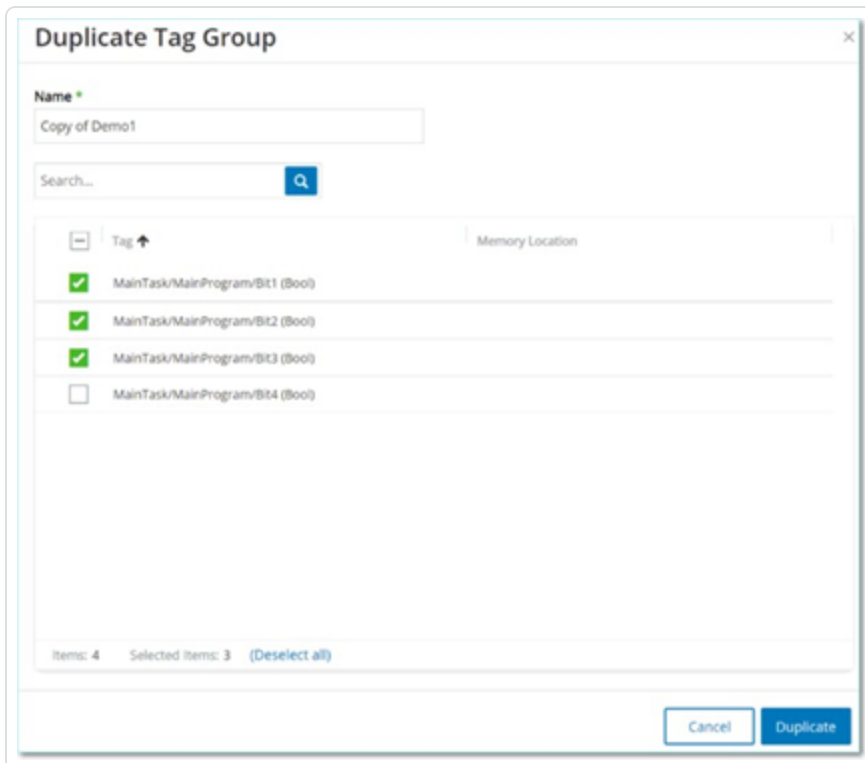 Duplicate Tag Group
Name *
Copy of Demo1
Search...
Tag Memory Location
MainTask/MainProgram/Bit1 (Bool)
MainTask/MainProgram/Bit2 (Bool)
MainTask/MainProgram/Bit3 (Bool)
MainTask/MainProgram/Bit4 (Bool)
Items: 4 Selected Items: 3 (Deselect all)
Cancel Duplicate